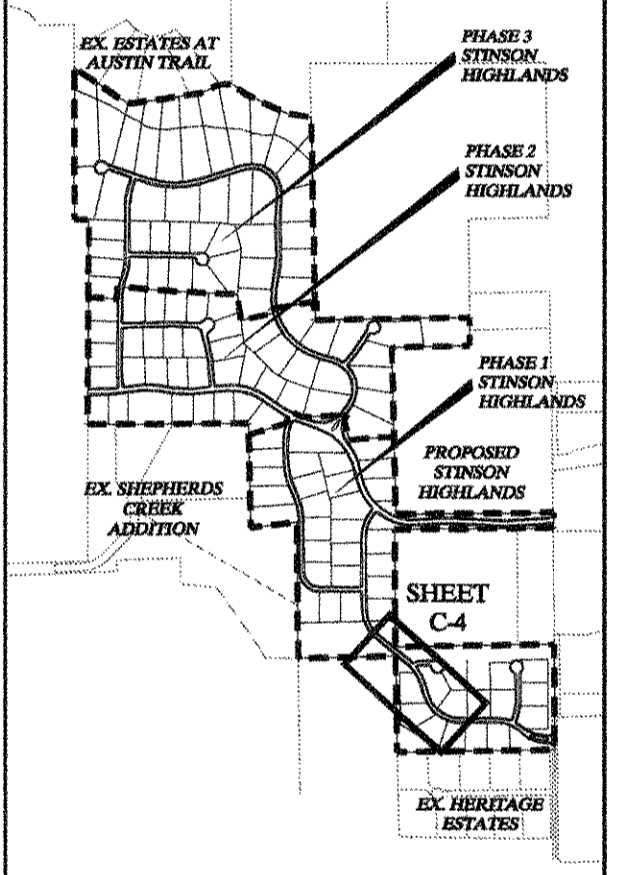 EX. ESTATES AT
AUSTIN TRAIL
PHASE 3
STINSON
HIGHLANDS
PHASE 2
STINSON
HIGHLANDS
PHASE 1
STINSON
HIGHLANDS
PROPOSED
STINSON
HIGHLANDS
EX. SHEPHERDS
CREEK
ADDITION
SHEET
C-4
EX. HERITAGE
ESTATES